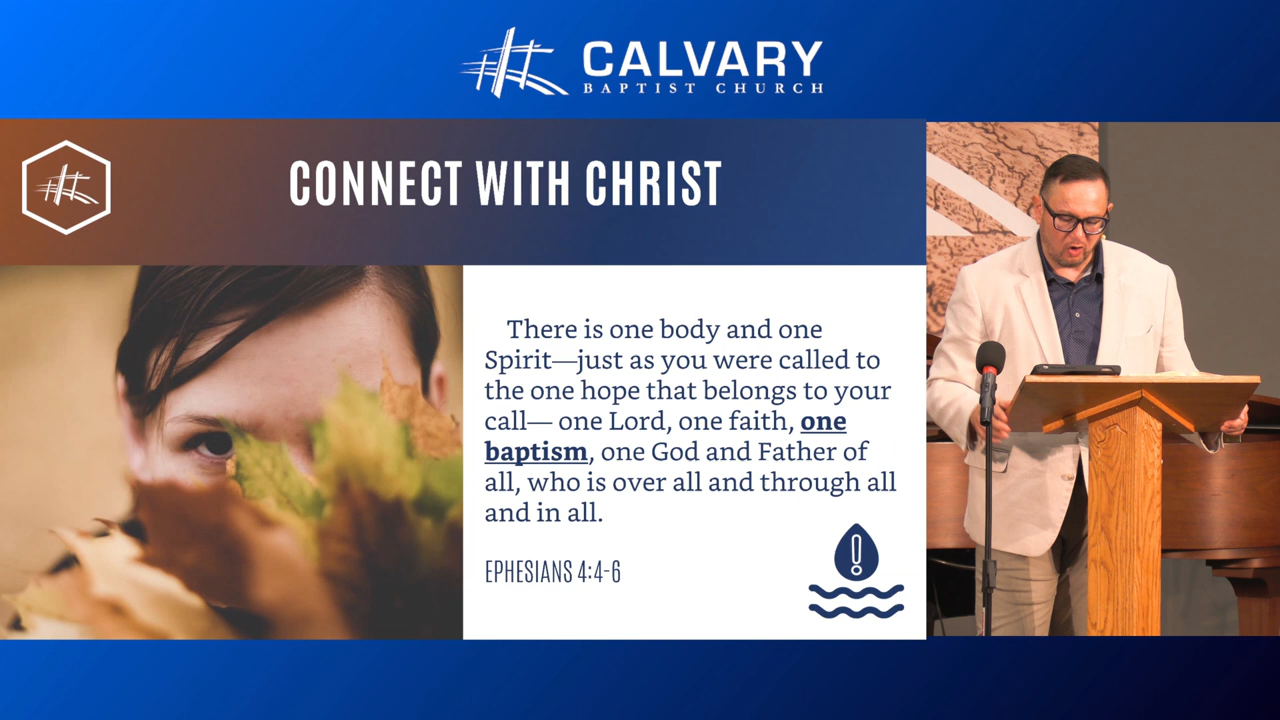 CALVARY
BAPTIST CHURCH
CONNECT WITH CHRIST
There is one body and one
Spirit—just as you were called to
the one hope that belongs to your
call— one Lord, one faith, one
baptism, one God and Father of
all, who is over all and through all
and in all.
EPHESIANS 4:4-6